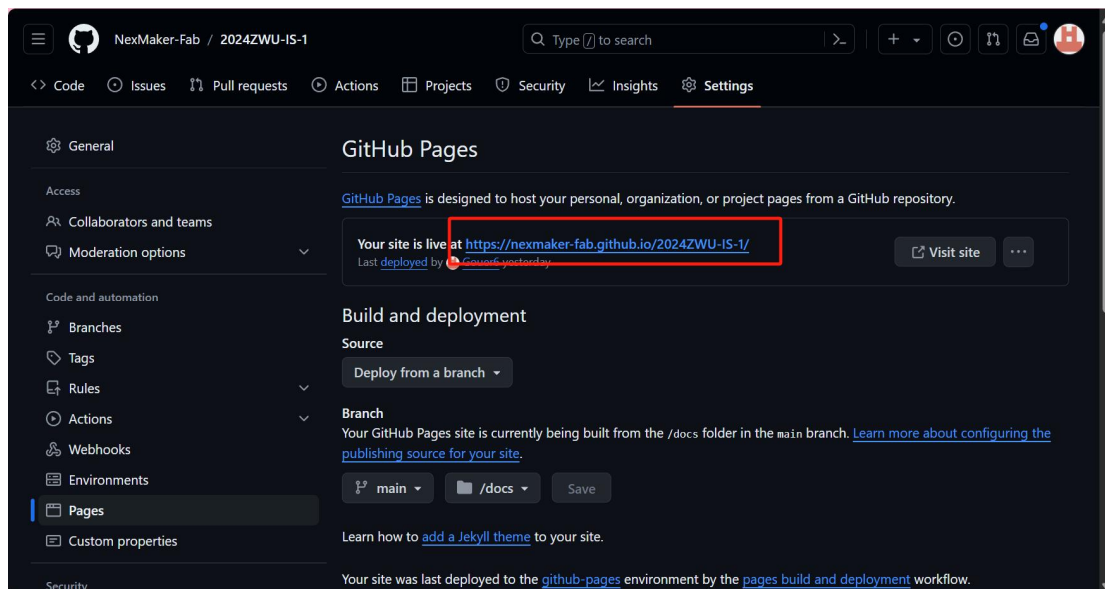 NexMaker-Fab / 2024ZWU-IS-1
Type / to search
Code Issues Pull requests Actions Projects Security Insights Settings
General
Access
Collaborators and teams
Moderation options
Code and automation
Branches
Tags
Rules
Actions
Webhooks
Environments
Pages
Custom properties
Security
GitHub Pages
GitHub Pages is designed to host your personal, organization, or project pages from a GitHub repository.
Your site is live at https://nexmaker-fab.github.io/2024ZWU-IS-1/
Last deployed by Gouer6 yesterday
Visit site
Build and deployment
Source
Deploy from a branch
Branch
Your GitHub Pages site is currently being built from the /docs folder in the main branch. Learn more about configuring the
publishing source for your site.
main /docs Save
Learn how to add a Jekyll theme to your site.
Your site was last deployed to the github-pages environment by the pages build and deployment workflow.